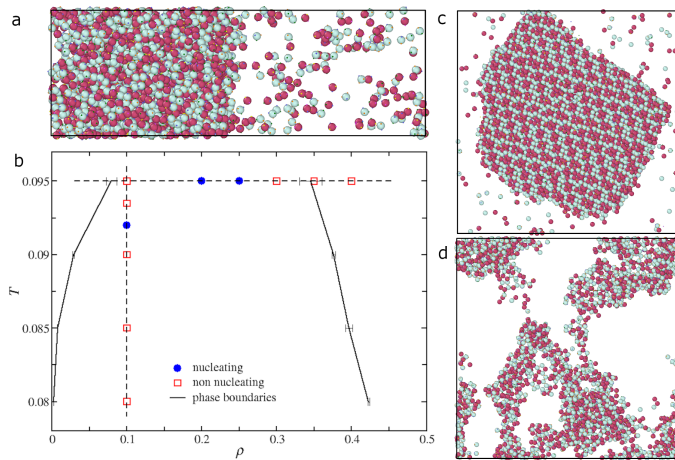 a
c
b
0.095
0.09
0.085
0.08
T
nucleating
non nucleating
phase boundaries
0
0.1
0.2
0.3
0.4
0.5
ρ
d